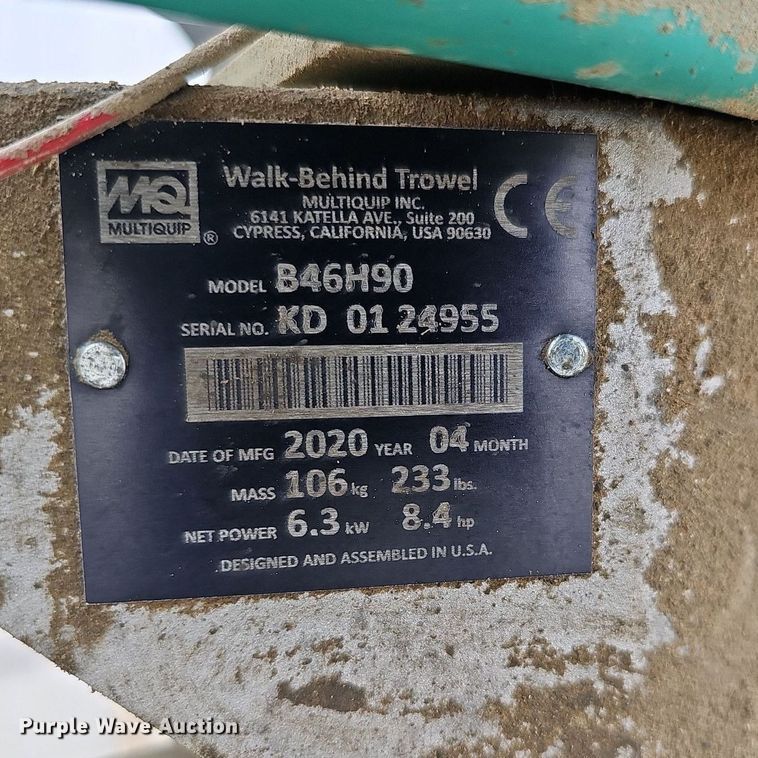 MQ
MULTIQUIP ®
Walk-Behind Trowel
MULTIQUIP INC.
6141 KATELLA AVE., Suite 200
CYPRESS, CALIFORNIA, USA 90630
CE
MODEL B46H90
SERIAL NO. KD 01 24955
DATE OF MFG 2020 YEAR 04 MONTH
MASS 106 kg 233 lbs.
NET POWER 6.3 kW 8.4 hp
DESIGNED AND ASSEMBLED IN U.S.A.
Purple Wave Auction